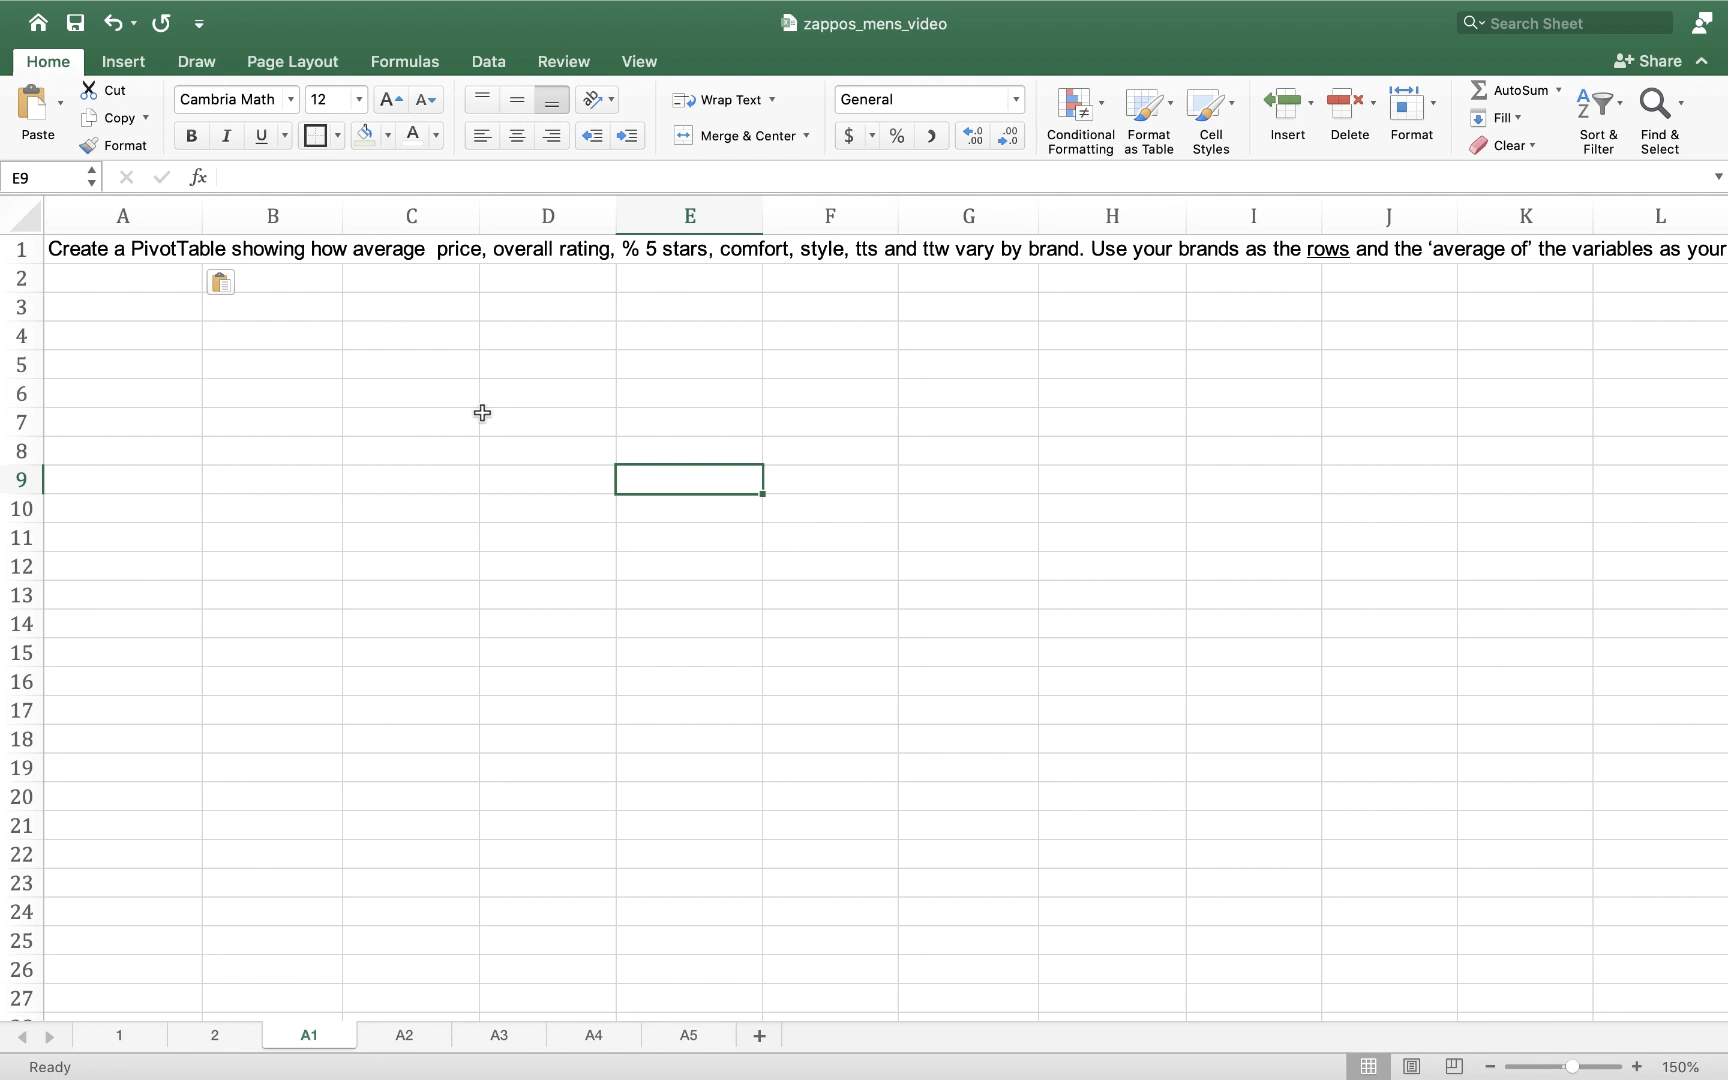 zappos_mens_video
Search Sheet
Home Insert Draw Page Layout Formulas Data Review View
Share
Paste
Cut
Copy
Format
Cambria Math 12
Wrap Text
Merge & Center
General
Conditional Formatting
Format as Table
Cell Styles
Insert
Delete
Format
AutoSum
Fill
Clear
Sort & Filter
Find & Select
E9 fx
A B C D E F G H I J K L
1 Create a PivotTable showing how average  price, overall rating, % 5 stars, comfort, style, tts and ttw vary by brand. Use your brands as the rows and the ‘average of’ the variables as your
2
3
4
5
6
7
8
9
10
11
12
13
14
15
16
17
18
19
20
21
22
23
24
25
26
27
1 2 A1 A2 A3 A4 A5 +
Ready 150%